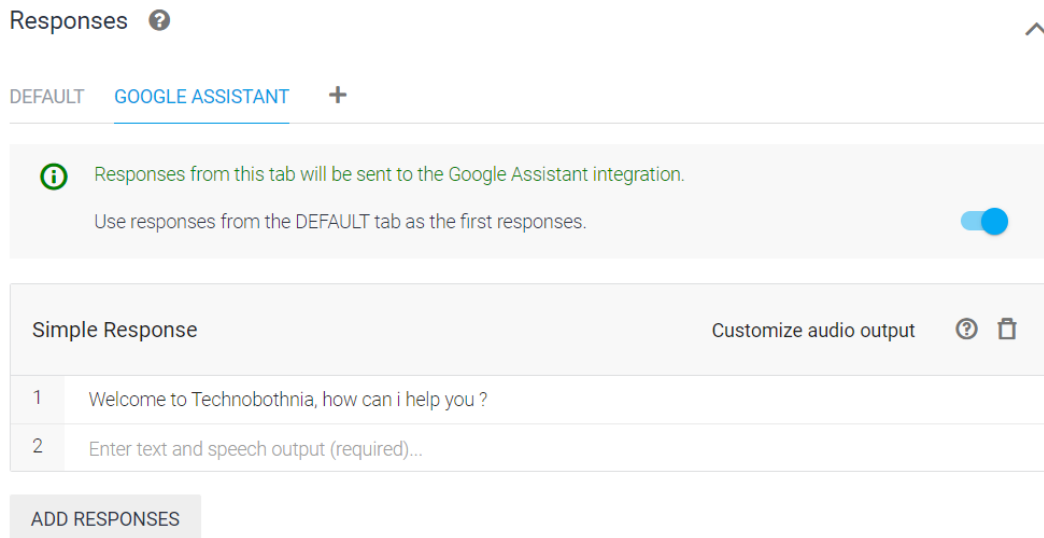 Responses
DEFAULT GOOGLE ASSISTANT +
Responses from this tab will be sent to the Google Assistant integration.
Use responses from the DEFAULT tab as the first responses.
Simple Response Customize audio output
1 Welcome to Technobothnia, how can i help you ?
2 Enter text and speech output (required)...
ADD RESPONSES